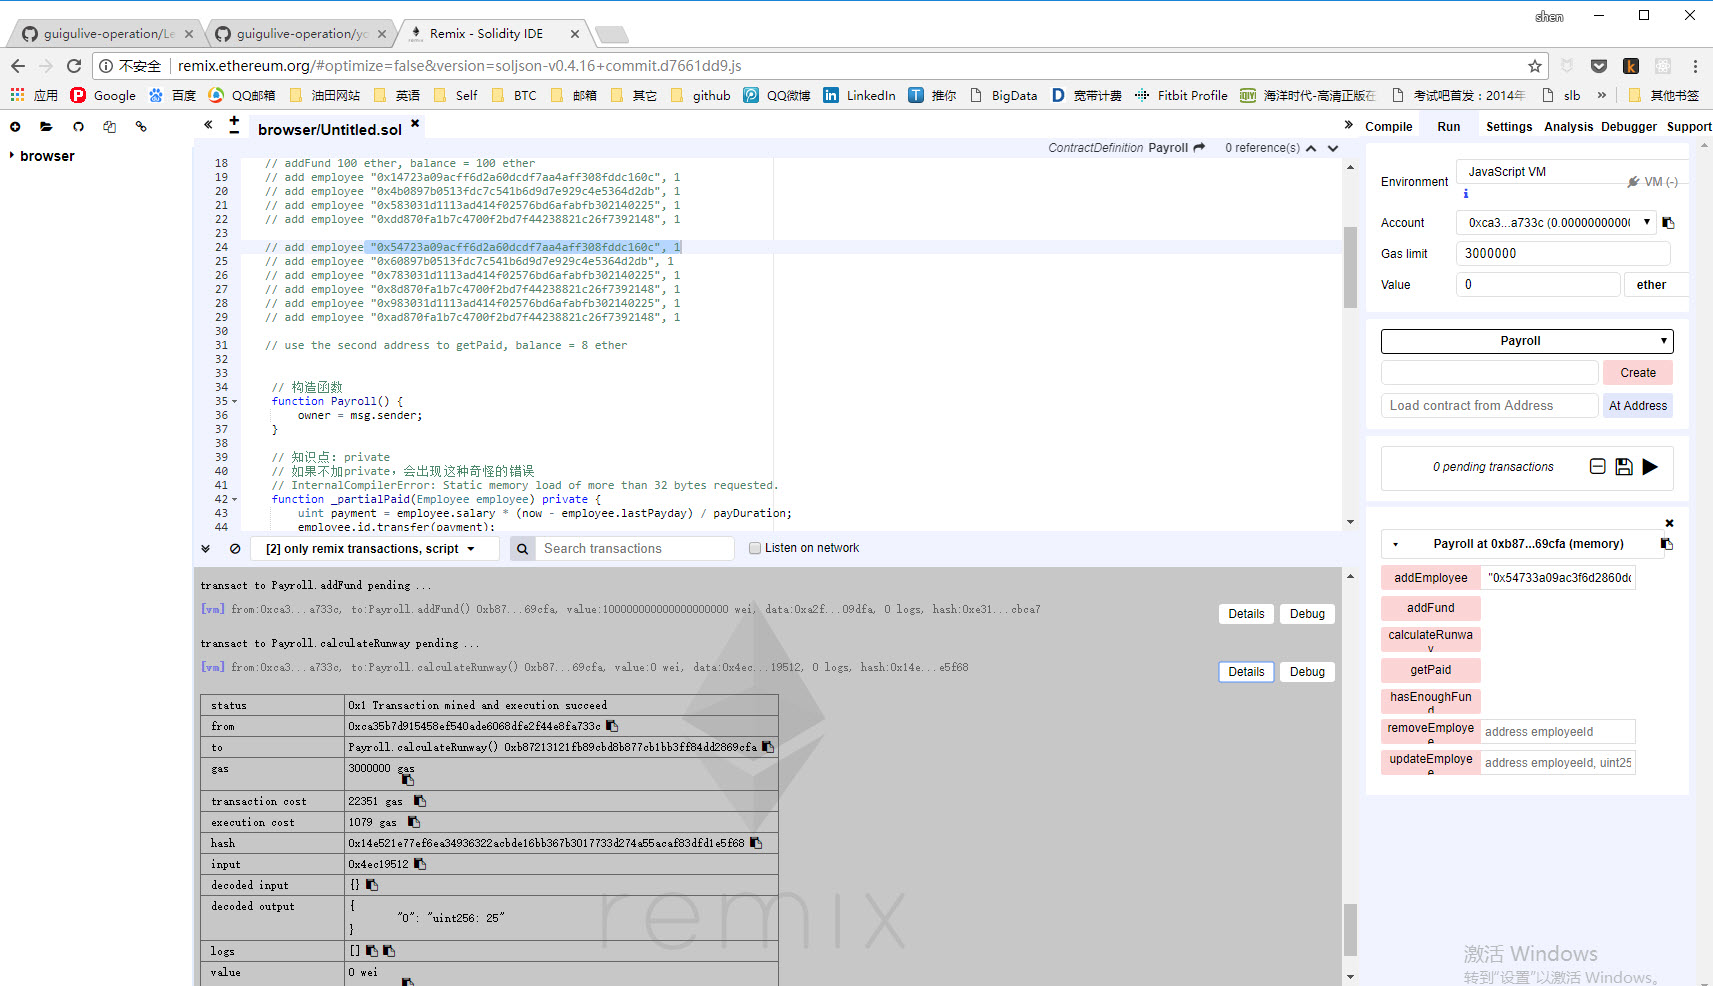 shen
guigulive-operation/Le
guigulive-operation/yo
Remix - Solidity IDE
不安全 remix.ethereum.org/#optimize=false&version=soljson-v0.4.16+commit.d7661dd9.js
应用 Google 百度 QQ邮箱 油田网站 英语 Self BTC 邮箱 其它 github QQ微博 LinkedIn 推你 BigData 宽带计费 Fitbit Profile 海洋时代-高清正版在 考试吧首发：2014年 slb » 其他书签
« browser/Untitled.sol
» Compile Run Settings Analysis Debugger Support
browser
ContractDefinition Payroll 0 reference(s)
18 // addFund 100 ether, balance = 100 ether
19 // add employee "0x14723a09acff6d2a60dcdf7aa4aff308fddc160c", 1
20 // add employee "0x4b0897b0513fdc7c541b6d9d7e929c4e5364d2db", 1
21 // add employee "0x583031d1113ad414f02576bd6afabfb302140225", 1
22 // add employee "0xdd870fa1b7c4700f2bd7f44238821c26f7392148", 1
23
24 // add employee "0x54723a09acff6d2a60dcdf7aa4aff308fddc160c", 1
25 // add employee "0x60897b0513fdc7c541b6d9d7e929c4e5364d2db", 1
26 // add employee "0x783031d1113ad414f02576bd6afabfb302140225", 1
27 // add employee "0x8d870fa1b7c4700f2bd7f44238821c26f7392148", 1
28 // add employee "0x983031d1113ad414f02576bd6afabfb302140225", 1
29 // add employee "0xad870fa1b7c4700f2bd7f44238821c26f7392148", 1
30
31 // use the second address to getPaid, balance = 8 ether
32
33
34 // 构造函数
35 function Payroll() {
36 owner = msg.sender;
37 }
38
39 // 知识点: private
40 // 如果不加private，会出现这种奇怪的错误
41 // InternalCompilerError: Static memory load of more than 32 bytes requested.
42 function _partialPaid(Employee employee) private {
43 uint payment = employee.salary * (now - employee.lastPayday) / payDuration;
44 employee.id.transfer(payment);
[2] only remix transactions, script
Search transactions
Listen on network
transact to Payroll.addFund pending ...
[vm] from:0xca3...a733c, to:Payroll.addFund() 0xb87...69cfa, value:100000000000000000000 wei, data:0xa2f...09dfa, 0 logs, hash:0xe31...cbca7
Details Debug
transact to Payroll.calculateRunway pending ...
[vm] from:0xca3...a733c, to:Payroll.calculateRunway() 0xb87...69cfa, value:0 wei, data:0x4ec...19512, 0 logs, hash:0x14e...e5f68
Details Debug
status 0x1 Transaction mined and execution succeed
from 0xca35b7d915458ef540ade6068dfe2f44e8fa733c
to Payroll.calculateRunway() 0xb87213121fb89cbd8b877cb1bb3ff84dd2869cfa
gas 3000000 gas
transaction cost 22351 gas
execution cost 1079 gas
hash 0x14e521e77ef6ea34936322acbde16bb367b3017733d274a55acaf83dfd1e5f68
input 0x4ec19512
decoded input {}
decoded output {
"0": "uint256: 25"
}
logs []
value 0 wei
remix
Environment JavaScript VM VM (-)
Account 0xca3...a733c (0.0000000000
Gas limit 3000000
Value 0 ether
Payroll
Create
Load contract from Address At Address
0 pending transactions
Payroll at 0xb87...69cfa (memory)
addEmployee "0x54733a09ac3f6d2860dc
addFund
calculateRunwa
y
getPaid
hasEnoughFun
d
removeEmploye
e address employeeId
updateEmploye
e address employeeId, uint25
激活 Windows
转到"设置"以激活 Windows。